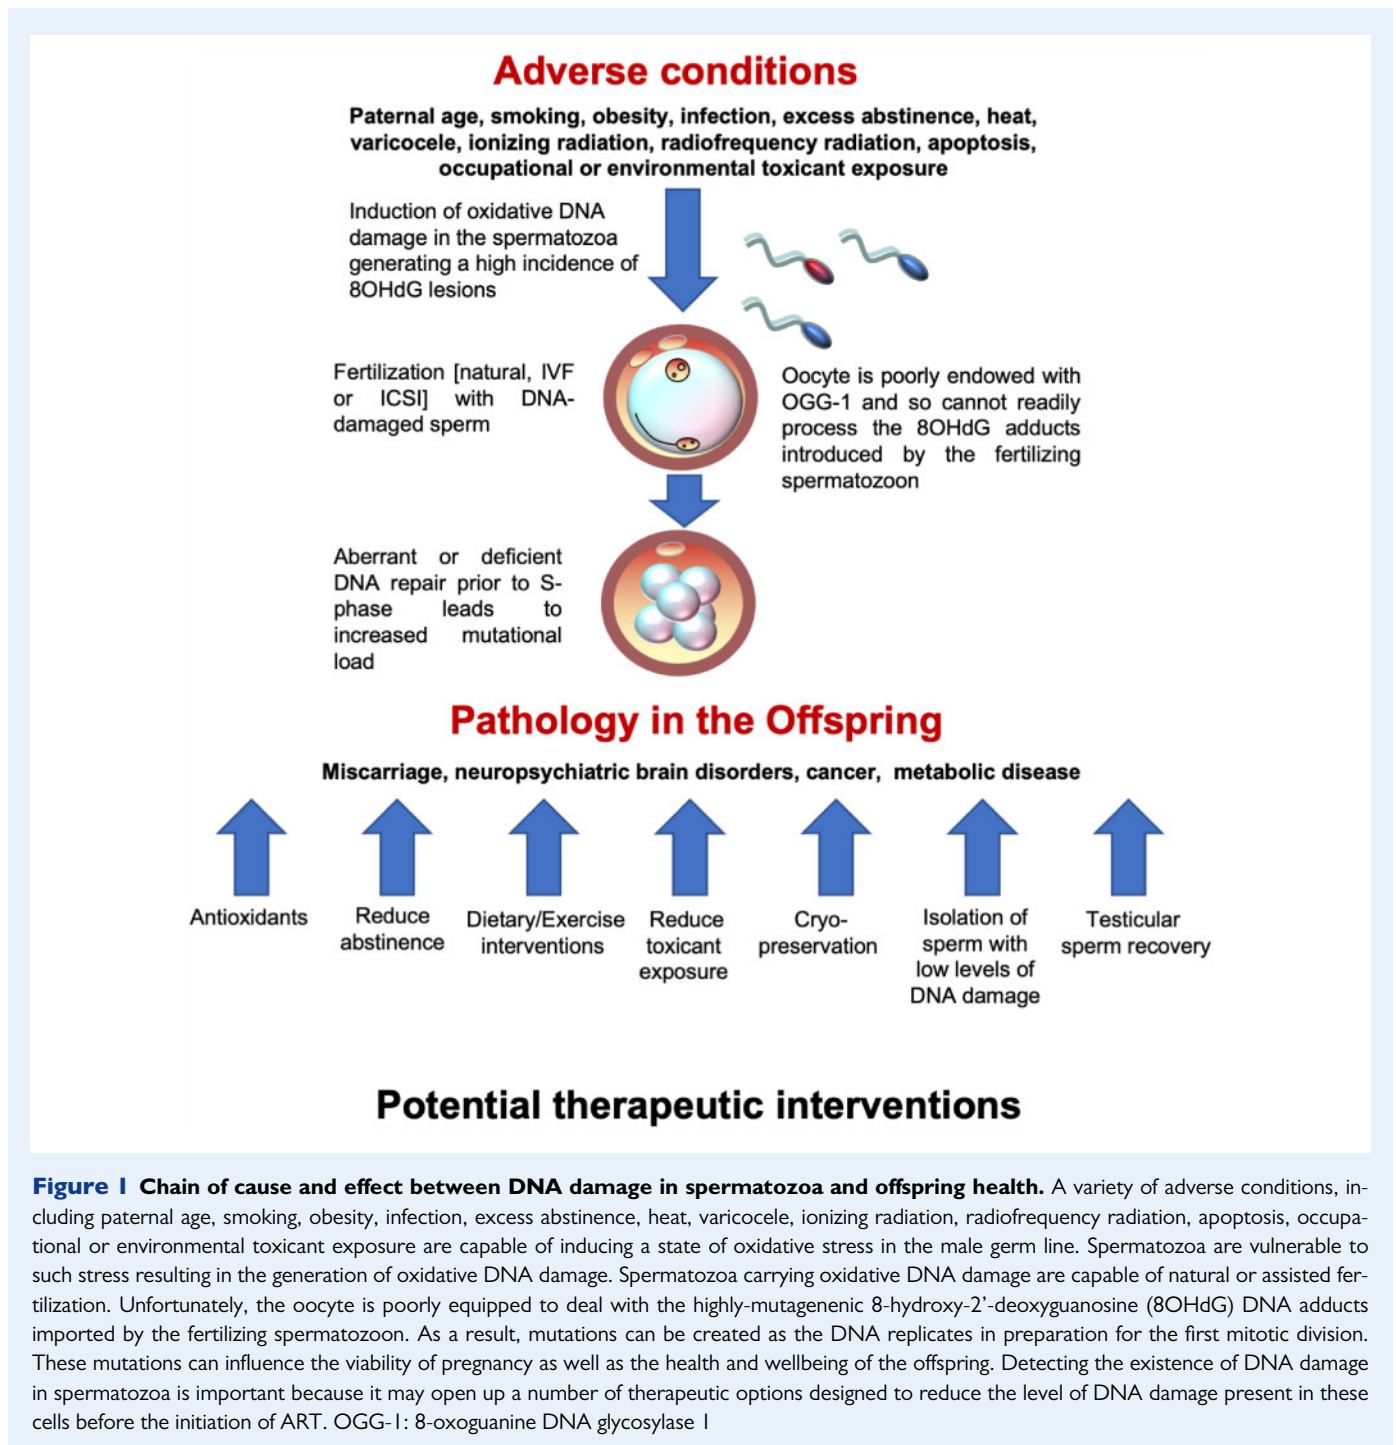 Adverse conditions
Paternal age, smoking, obesity, infection, excess abstinence, heat,
varicocele, ionizing radiation, radiofrequency radiation, apoptosis,
occupational or environmental toxicant exposure
Induction of oxidative DNA
damage in the spermatozoa
generating a high incidence of
8OHdG lesions
Fertilization [natural, IVF
or ICSI] with DNA-
damaged sperm
Oocyte is poorly endowed with
OGG-1 and so cannot readily
process the 8OHdG adducts
introduced by the fertilizing
spermatozoon
Aberrant or deficient
DNA repair prior to S-
phase leads to
increased mutational
load
Pathology in the Offspring
Miscarriage, neuropsychiatric brain disorders, cancer, metabolic disease
Antioxidants
Reduce
abstinence
Dietary/Exercise
interventions
Reduce
toxicant
exposure
Cryo-
preservation
Isolation of
sperm with
low levels of
DNA damage
Testicular
sperm recovery
Potential therapeutic interventions
Figure 1 Chain of cause and effect between DNA damage in spermatozoa and offspring health. A variety of adverse conditions, in-
cluding paternal age, smoking, obesity, infection, excess abstinence, heat, varicocele, ionizing radiation, radiofrequency radiation, apoptosis, occupa-
tional or environmental toxicant exposure are capable of inducing a state of oxidative stress in the male germ line. Spermatozoa are vulnerable to
such stress resulting in the generation of oxidative DNA damage. Spermatozoa carrying oxidative DNA damage are capable of natural or assisted fer-
tilization. Unfortunately, the oocyte is poorly equipped to deal with the highly-mutagenenic 8-hydroxy-2’-deoxyguanosine (8OHdG) DNA adducts
imported by the fertilizing spermatozoon. As a result, mutations can be created as the DNA replicates in preparation for the first mitotic division.
These mutations can influence the viability of pregnancy as well as the health and wellbeing of the offspring. Detecting the existence of DNA damage
in spermatozoa is important because it may open up a number of therapeutic options designed to reduce the level of DNA damage present in these
cells before the initiation of ART. OGG-1: 8-oxoguanine DNA glycosylase 1